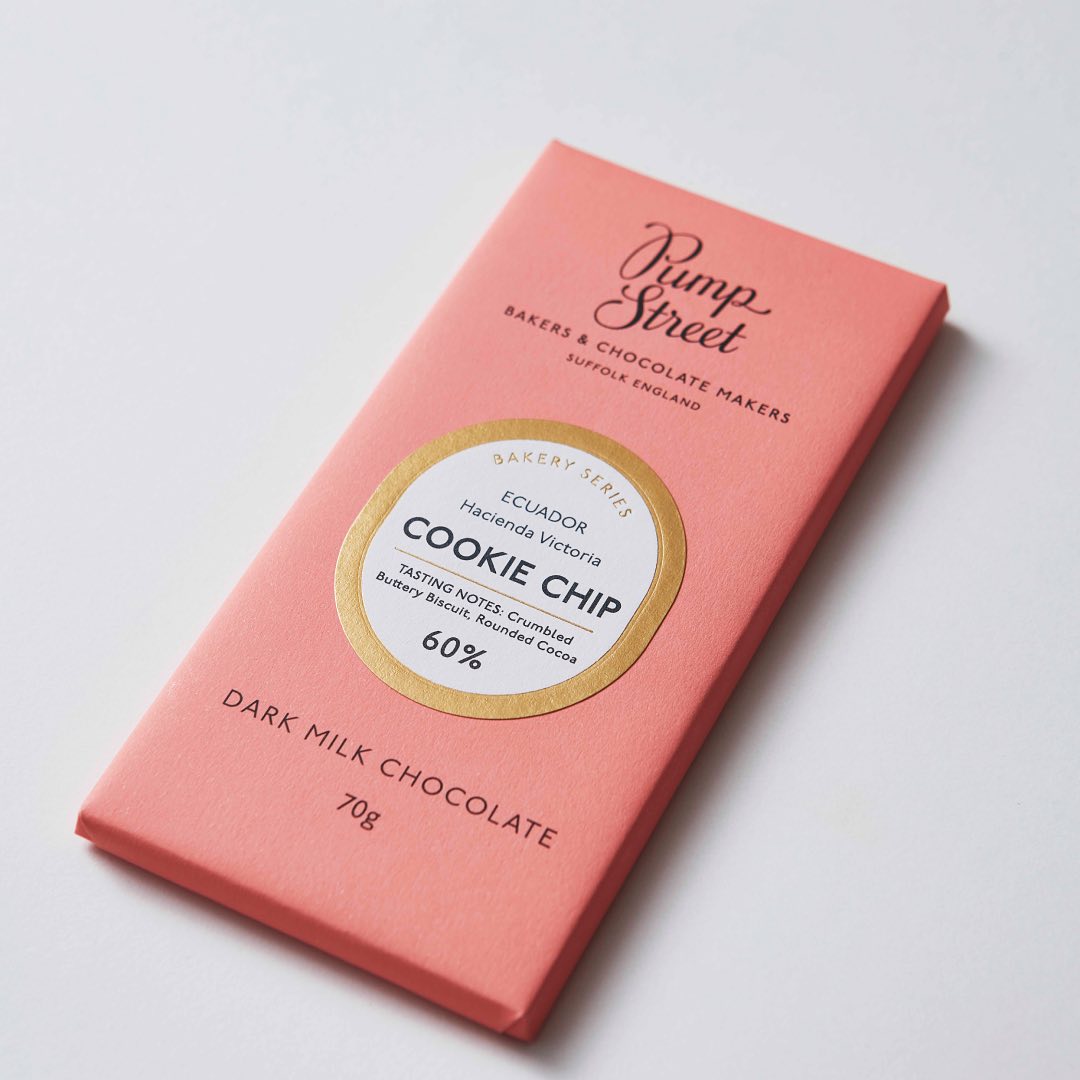 Pump
Street
BAKERS & CHOCOLATE MAKERS
SUFFOLK ENGLAND
BAKERY SERIES
ECUADOR
Hacienda Victoria
COOKIE CHIP
TASTING NOTES: Crumbled
Buttery Biscuit, Rounded Cocoa
60%
DARK MILK CHOCOLATE
70g